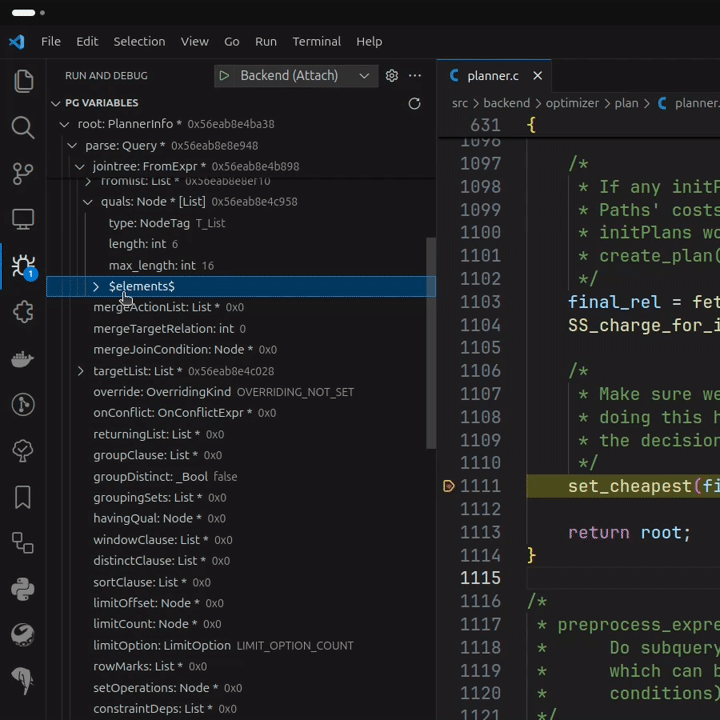 File Edit Selection View Go Run Terminal Help
RUN AND DEBUG
Backend (Attach)
planner.c
PG VARIABLES
src > backend > optimizer > plan > planner.
root: PlannerInfo * 0x56eab8e4ba38
parse: Query * 0x56eab8e8e948
jointree: FromExpr * 0x56eab8e4b898
fromlist: List * 0x56eab8e8ef10
quals: Node * [List] 0x56eab8e4c958
type: NodeTag T_List
length: int 6
max_length: int 16
$elements$
mergeActionList: List * 0x0
mergeTargetRelation: int 0
mergeJoinCondition: Node * 0x0
targetList: List * 0x56eab8e4c028
override: OverridingKind OVERRIDING_NOT_SET
onConflict: OnConflictExpr * 0x0
returningList: List * 0x0
groupClause: List * 0x0
groupDistinct: _Bool false
groupingSets: List * 0x0
havingQual: Node * 0x0
windowClause: List * 0x0
distinctClause: List * 0x0
sortClause: List * 0x0
limitOffset: Node * 0x0
limitCount: Node * 0x0
limitOption: LimitOption LIMIT_OPTION_COUNT
rowMarks: List * 0x0
setOperations: Node * 0x0
constraintDeps: List * 0x0
1
631 {
1096
1097 /*
1098 * If any initP
1099 * Paths' costs
1100 * initPlans wo
1101 * create_plan(
1102 */
1103 final_rel = fet
1104 SS_charge_for_i
1105
1106 /*
1107 * Make sure we
1108 * doing this h
1109 * the decision
1110 */
1111 set_cheapest(fi
1112
1113 return root;
1114 }
1115
1116 /*
1117 * preprocess_expre
1118 * Do subquery
1119 * which can b
1120 * conditions)
1121 */